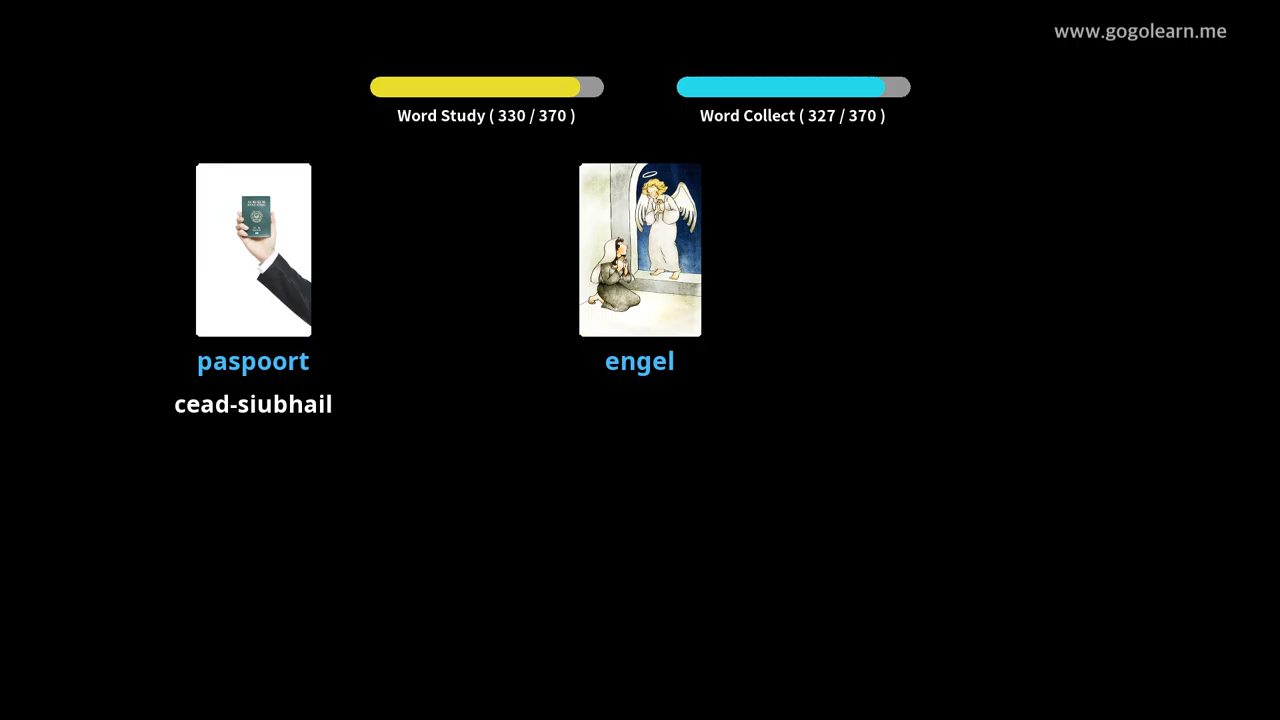 www.gogolearn.me
Word Study ( 330 / 370 )
Word Collect ( 327 / 370 )
paspoort
engel
cead-siubhail